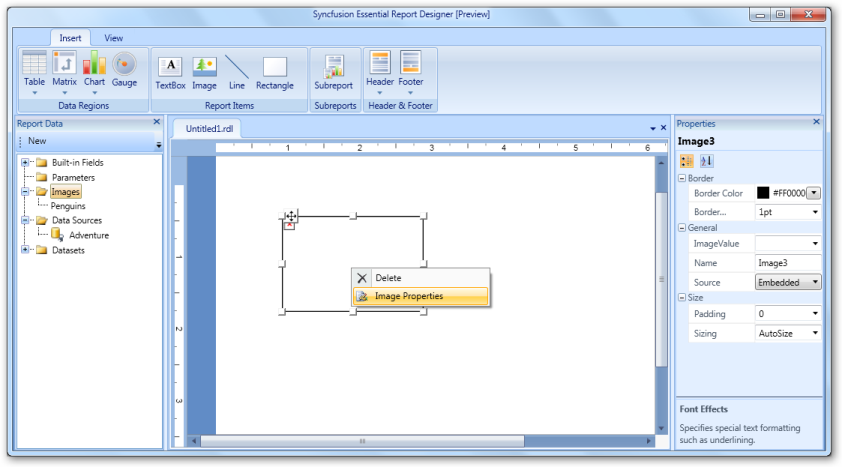 Syncfusion Essential Report Designer [Preview]
Insert View
Table Matrix Chart Gauge TextBox Image Line Rectangle Subreport Header Footer
Data Regions Report Items Subreports Header & Footer
Report Data
New
Built-in Fields
Parameters
Images
Penguins
Data Sources
Adventure
Datasets
Untitled1.rdl
1 2 3 4 5 6
1
2
3
Delete
Image Properties
Properties
Image3
Border
Border Color #FF0000
Border... 1pt
General
ImageValue
Name Image3
Source Embedded
Size
Padding 0
Sizing AutoSize
Font Effects
Specifies special text formatting
such as underlining.